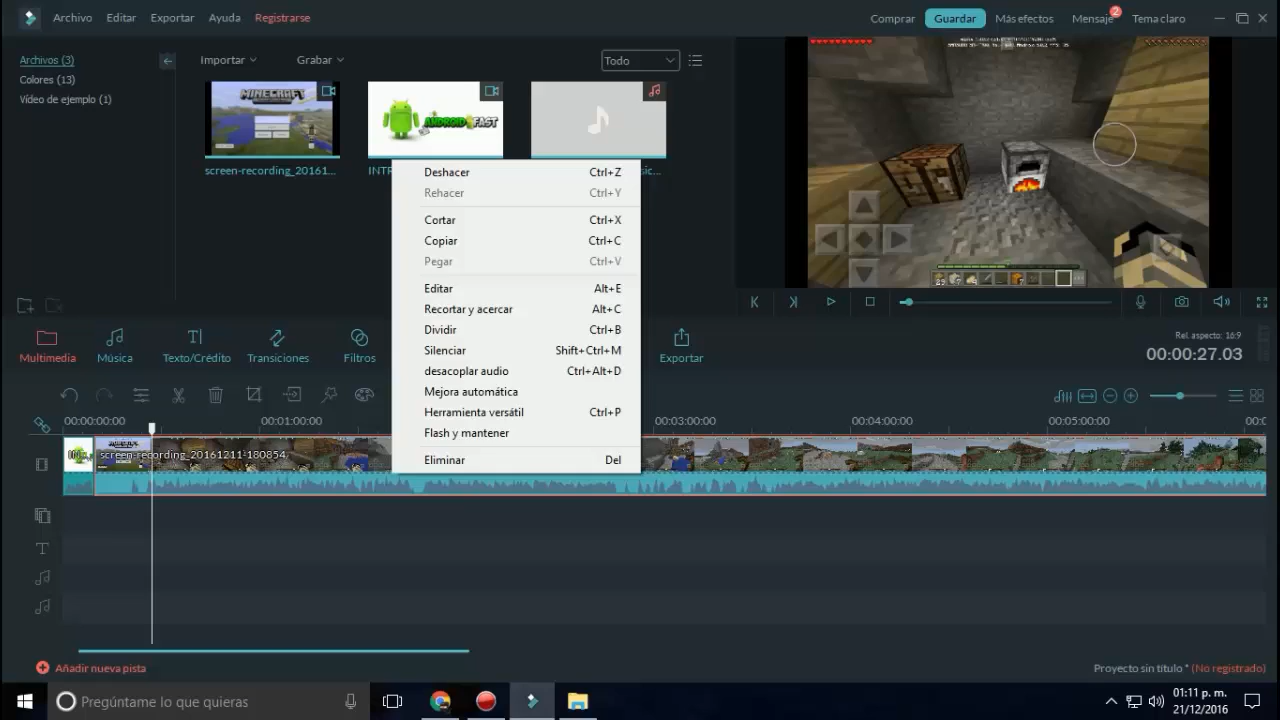 Archivo Editar Exportar Ayuda Registrarse
Comprar Guardar Más efectos Mensaje 2 Tema claro
Archivos (3)
Colores (13)
Vídeo de ejemplo (1)
Importar Grabar Todo
MINECRAFT
ANDROID FAST
screen-recording_20161...
INTR
Deshacer Ctrl+Z
Rehacer Ctrl+Y
Cortar Ctrl+X
Copiar Ctrl+C
Pegar Ctrl+V
Editar Alt+E
Recortar y acercar Alt+C
Dividir Ctrl+B
Silenciar Shift+Ctrl+M
desacoplar audio Ctrl+Alt+D
Mejora automática
Herramienta versátil Ctrl+P
Flash y mantener
Eliminar Del
Multimedia Música Texto/Crédito Transiciones Filtros Exportar
Rel. aspecto: 16:9
00:00:27.03
00:00:00:00 00:01:00:00 00:03:00:00 00:04:00:00 00:05:00:00
screen-recording_20161211-180854
Añadir nueva pista
Proyecto sin título * (No registrado)
Pregúntame lo que quieras
01:11 p. m.
21/12/2016